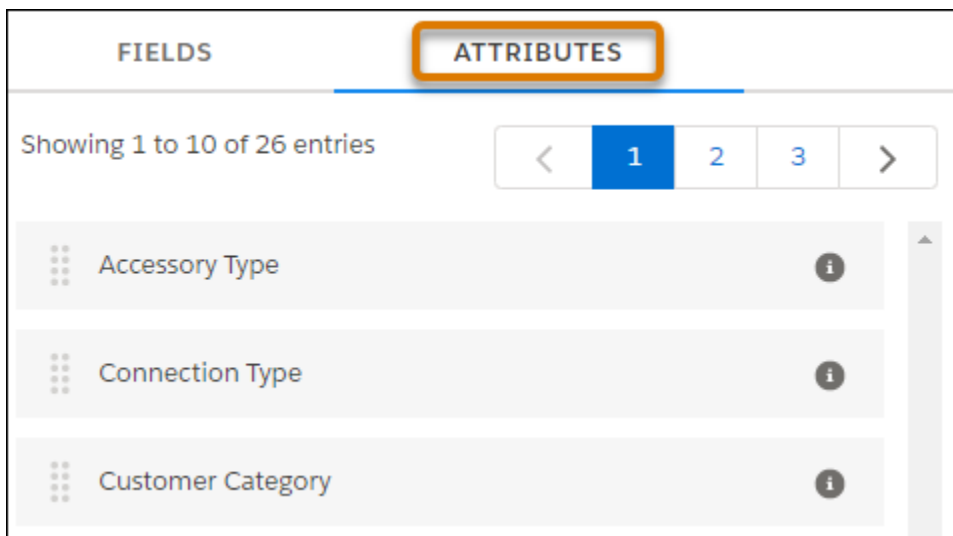 FIELDS ATTRIBUTES
Showing 1 to 10 of 26 entries < 1 2 3 >
Accessory Type
Connection Type
Customer Category